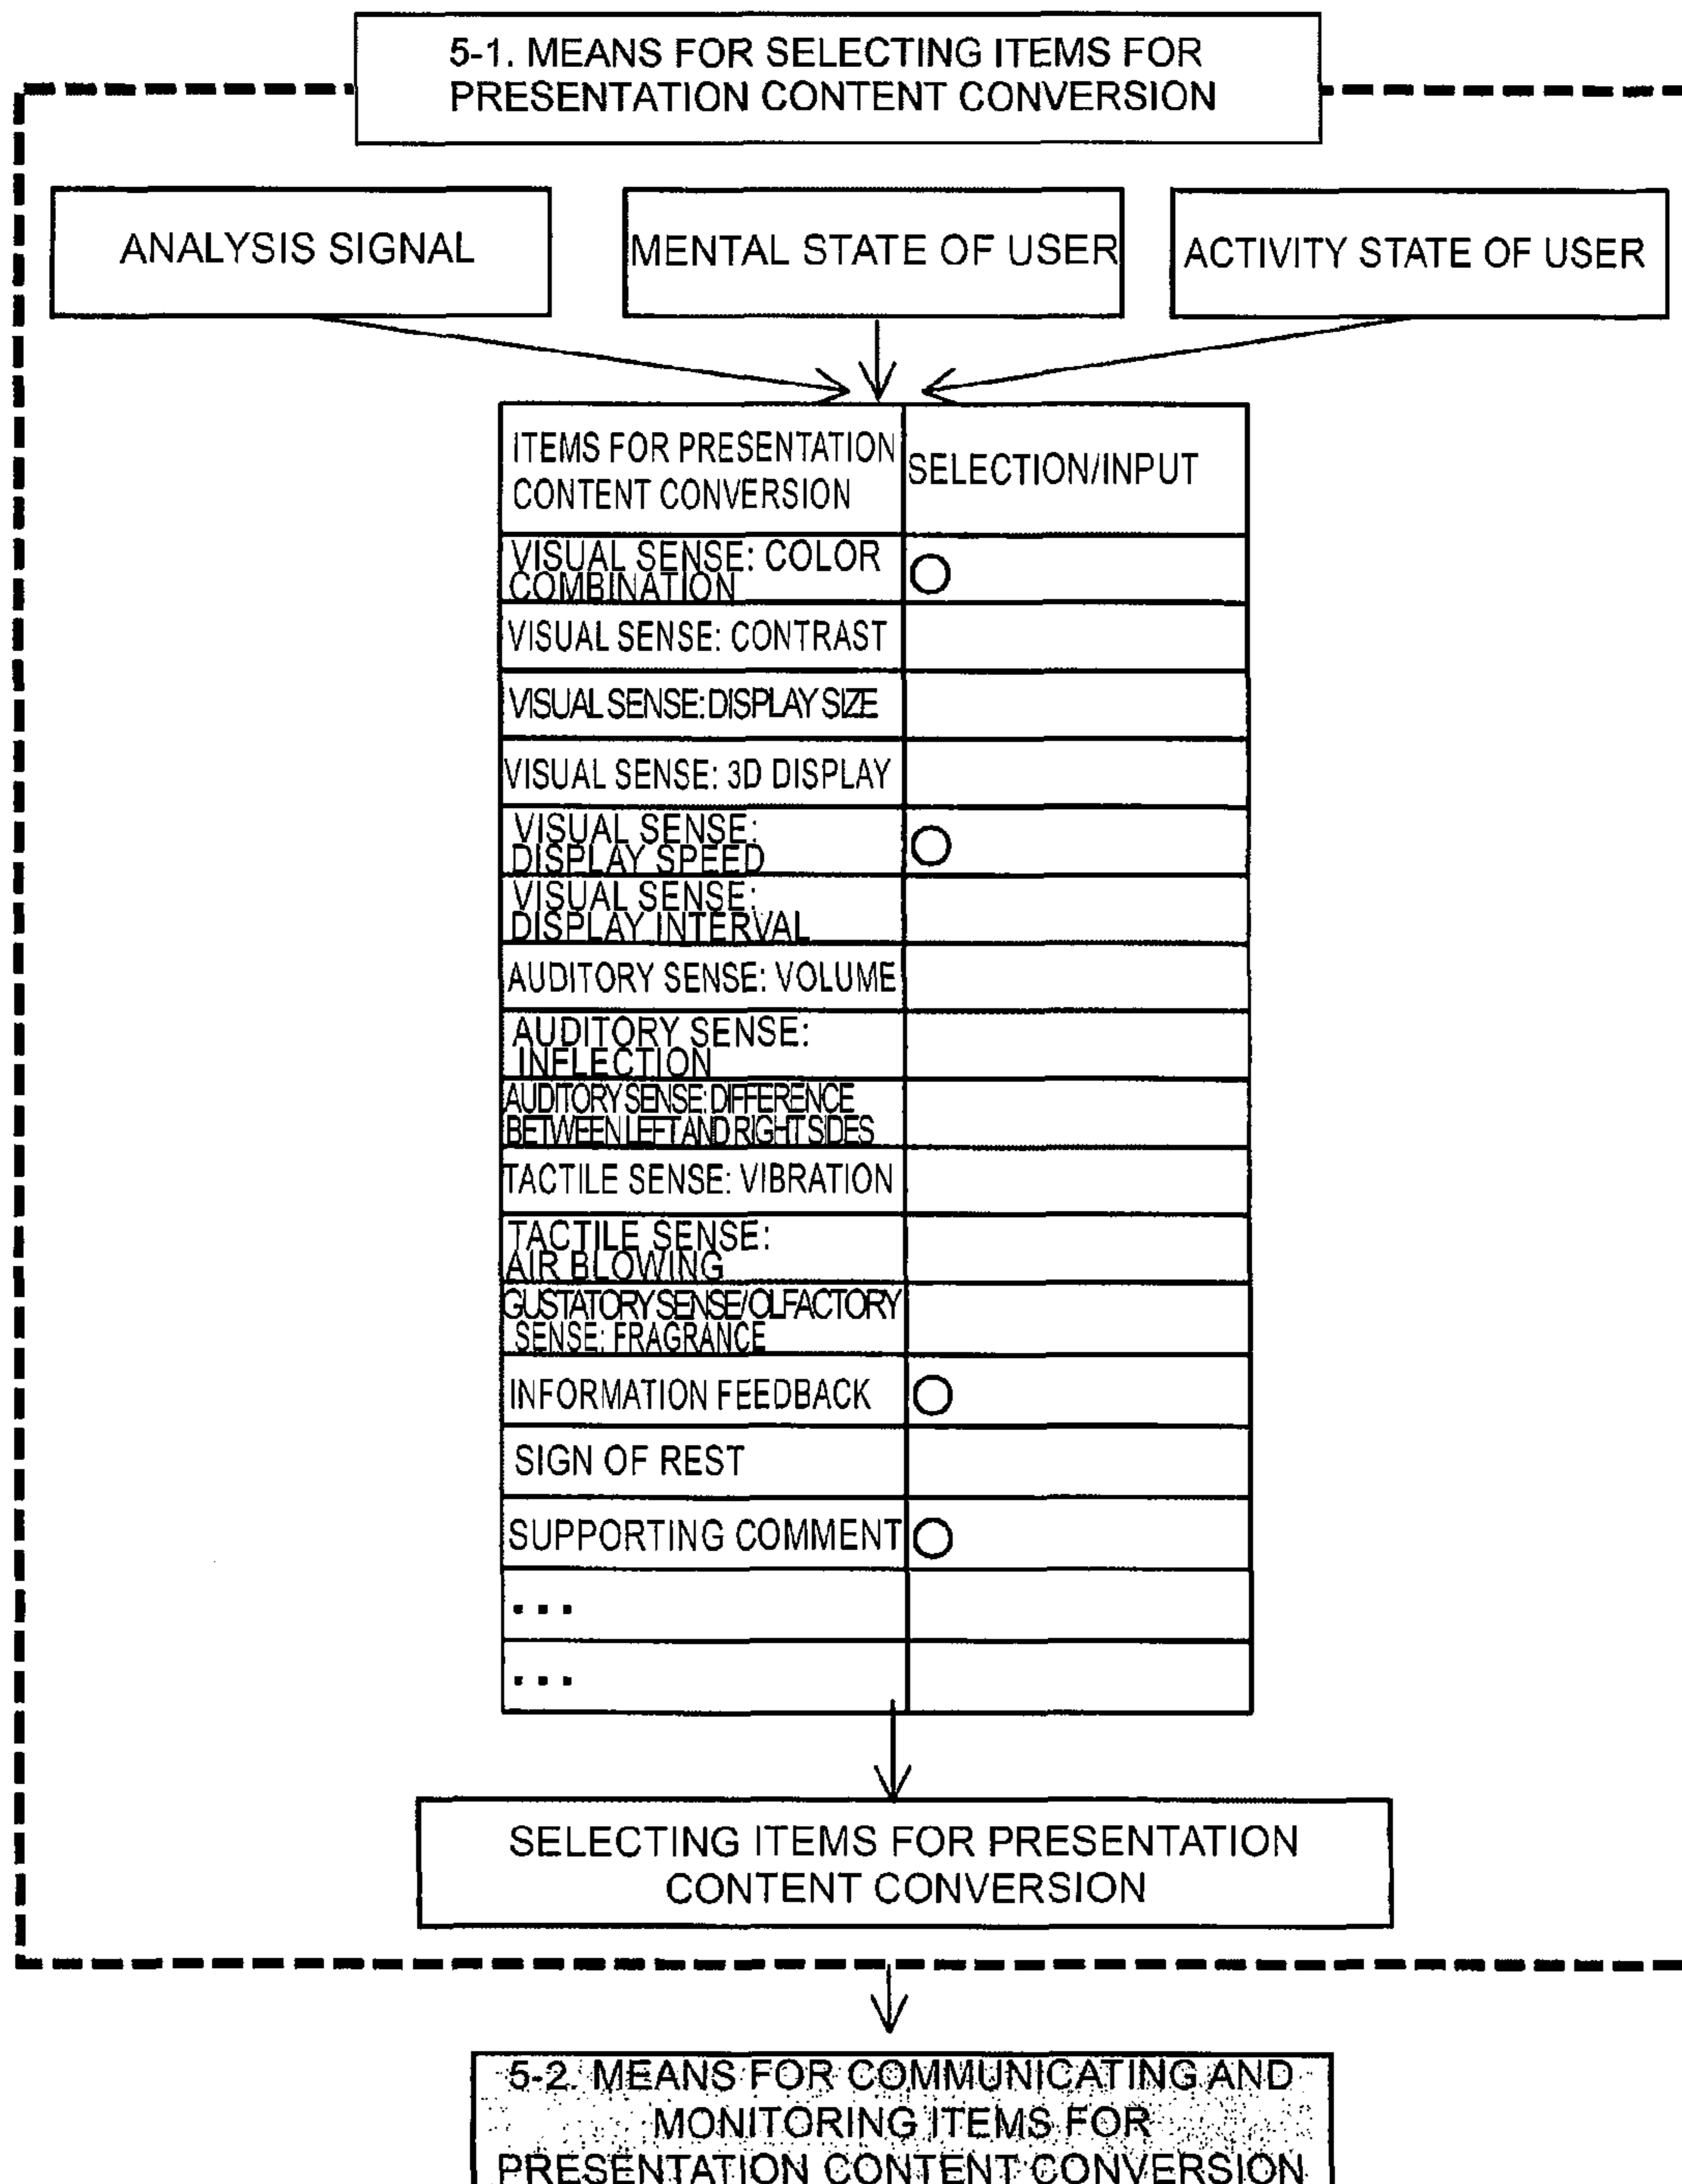 5-1. MEANS FOR SELECTING ITEMS FOR
PRESENTATION CONTENT CONVERSION
ANALYSIS SIGNAL
MENTAL STATE OF USER
ACTIVITY STATE OF USER
ITEMS FOR PRESENTATION
CONTENT CONVERSION
SELECTION/INPUT
VISUAL SENSE: COLOR
COMBINATION
○
VISUAL SENSE: CONTRAST
VISUAL SENSE: DISPLAY SIZE
VISUAL SENSE: 3D DISPLAY
VISUAL SENSE:
DISPLAY SPEED
○
VISUAL SENSE:
DISPLAY INTERVAL
AUDITORY SENSE: VOLUME
AUDITORY SENSE:
INFLECTION
AUDITORY SENSE: DIFFERENCE
BETWEEN LEFT AND RIGHT SIDES
TACTILE SENSE: VIBRATION
TACTILE SENSE:
AIR BLOWING
GUSTATORY SENSE/OLFACTORY
SENSE: FRAGRANCE
INFORMATION FEEDBACK
○
SIGN OF REST
SUPPORTING COMMENT
○
...
...
SELECTING ITEMS FOR PRESENTATION
CONTENT CONVERSION
5-2. MEANS FOR COMMUNICATING AND
MONITORING ITEMS FOR
PRESENTATION CONTENT CONVERSION